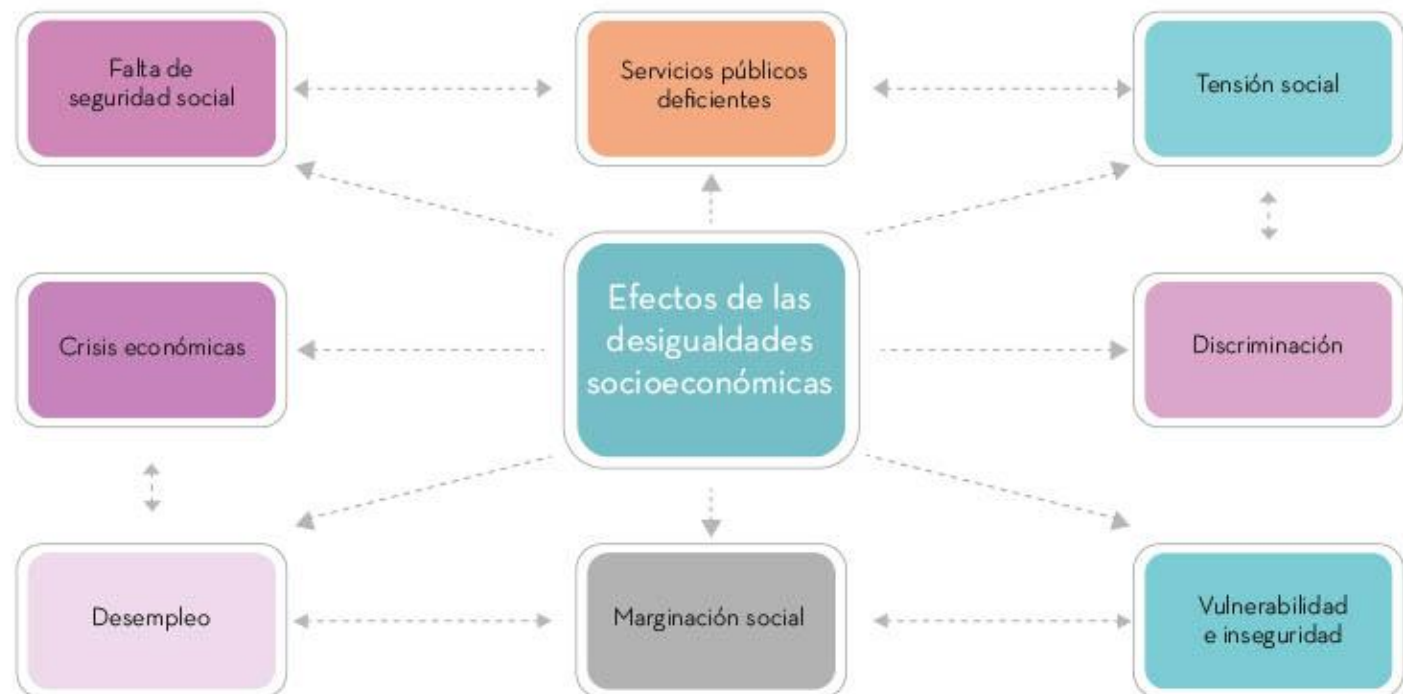 Falta de
seguridad social
Servicios públicos
deficientes
Tensión social
Crisis económicas
Efectos de las
desigualdades
socioeconómicas
Discriminación
Desempleo
Marginación social
Vulnerabilidad
e inseguridad